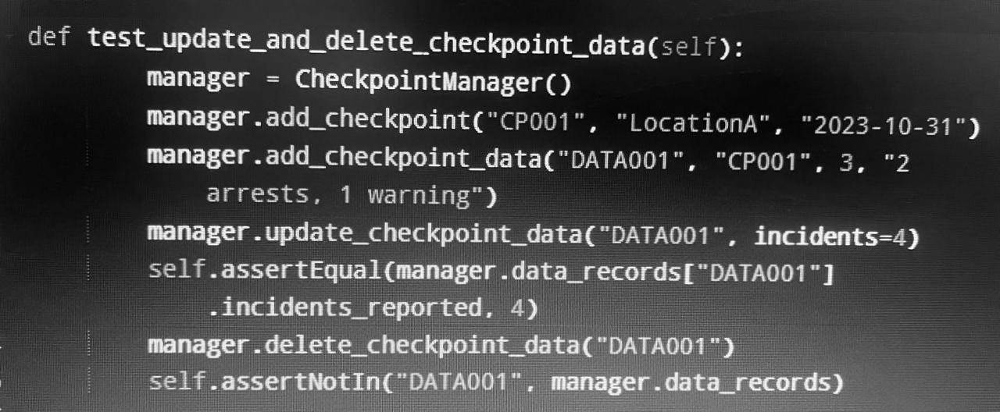 def test_update_and_delete_checkpoint_data(self):
manager = CheckpointManager()
manager.add_checkpoint("CP001", "LocationA", "2023-10-31")
manager.add_checkpoint_data("DATA001", "CP001", 3, "2
arrests, 1 warning")
manager.update_checkpoint_data("DATA001", incidents=4)
self.assertEqual(manager.data_records["DATA001"]
.incidents_reported, 4)
manager.delete_checkpoint_data("DATA001")
self.assertNotIn("DATA001", manager.data_records)